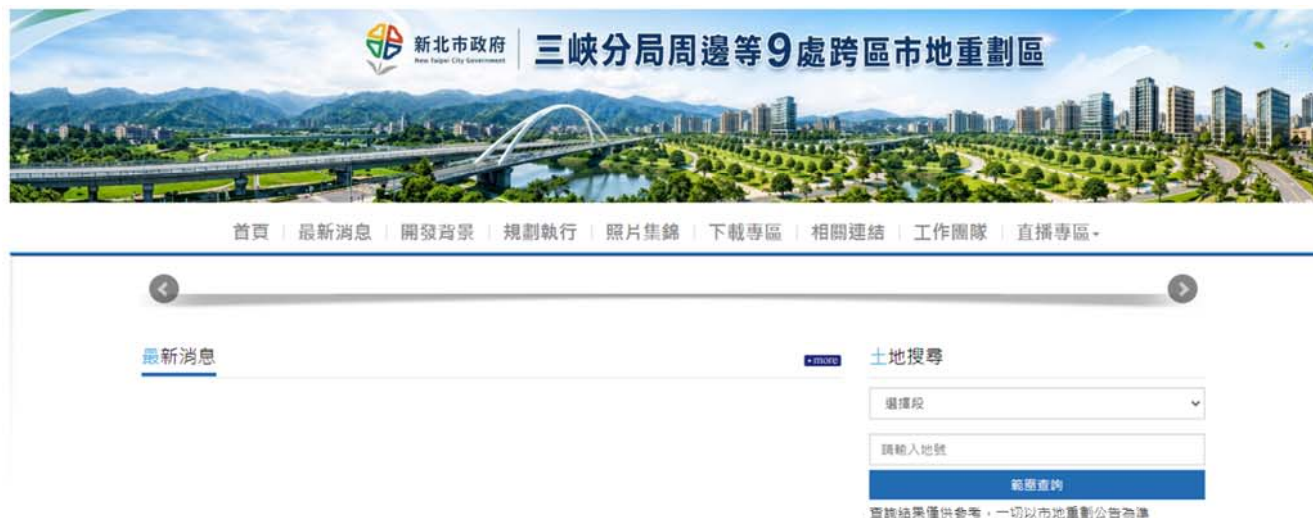 新北市政府
New Taipei City Government
三峽分局周邊等9處跨區市地重劃區
首頁 最新消息 開發背景 規劃執行 照片集錦 下載專區 相關連結 工作團隊 直播專區
最新消息
+more
土地搜尋
選擇段
請輸入地號
範圍查詢
查詢結果僅供參考，一切以市地重劃公告為準